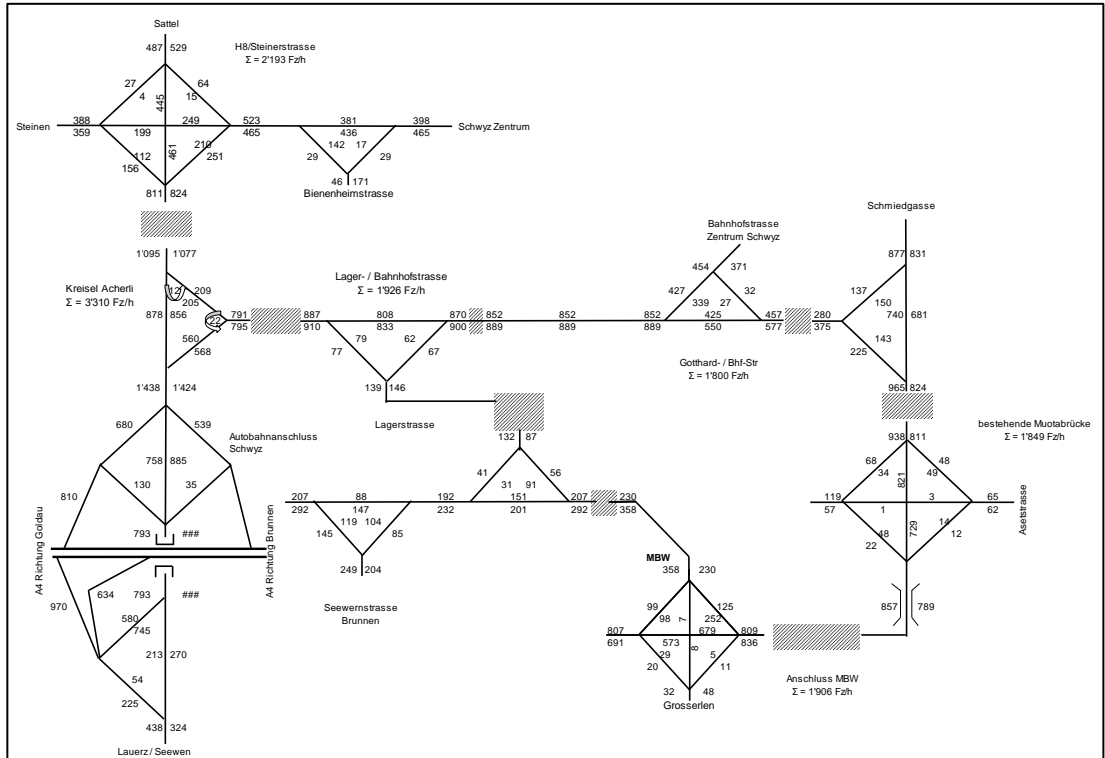 Sattel
487 529
H8/Steinerstrasse
Σ = 2'193 Fz/h
27 64
4 445 15
388 249 523 381 398
Steinen Schwyz Zentrum
359 199 465 436 465
112 461 210 142 17
156 251 29 29
811 824 46 171
Bienenheimstrasse
Schmiedgasse
Bahnhofstrasse
Zentrum Schwyz
1'095 1'077 877 831
454 371
Kreisel Acherli
Σ = 3'310 Fz/h
Lager- / Bahnhofstrasse
Σ = 1'926 Fz/h
12 209 427 32 137
205 339 27 150
878 856 22 791 887 808 870 852 852 852 425 457 280 740 681
795 910 833 900 889 889 889 550 577 375
560 79 62 143
568 77 67 225
Gotthard- / Bhf-Str
Σ = 1'800 Fz/h
1'438 1'424 139 146 965 824
680 539 Lagerstrasse
bestehende Muotabrücke
Σ = 1'849 Fz/h
Autobahnanschluss
Schwyz
132 87 938 811
758 885 41 56 68 821 48
130 35 31 91 34 49
810 207 88 192 151 207 230 119 3 65
292 147 232 201 292 358 57 1 62
Asetstrasse
119 104 48 729 14
145 85 22 12
793 ###
A4 Richtung Goldau
A4 Richtung Brunnen
249 204
MBW
358 230
634 793 ### 857 789
970
Seewernstrasse
Brunnen
580 99 7 125
745 98 252
807 679 809
691 573 836
213 270 29 8 5
20 11
54 32 48
Grosserlen
Anschluss MBW
Σ = 1'906 Fz/h
225
438 324
Lauerz / Seewen